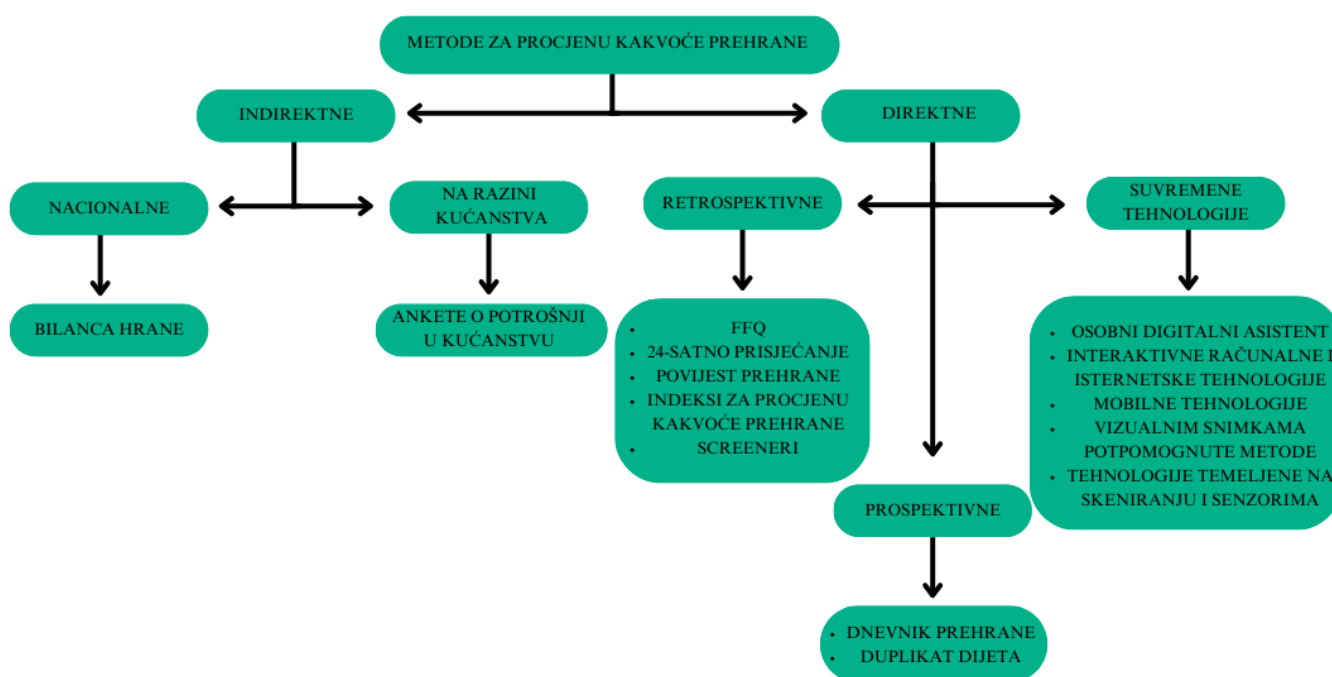 METODE ZA PROCJENU KAKVOĆE PREHRANE
INDIREKTNE
DIREKTNE
NACIONALNE
NA RAZINI
KUĆANSTVA
RETROSPEKTIVNE
SUVREMENE
TEHNOLOGIJE
BILANCA HRANE
ANKETE O POTROŠNJI
U KUĆANSTVU
• FFQ
• 24-SATNO PRISJEĆANJE
• POVIJEST PREHRANE
• INDEKSI ZA PROCJENU
KAKVOĆE PREHRANE
• SCREENERI
• OSOBNI DIGITALNI ASISTENT
• INTERAKTIVNE RAČUNALNE I
ISTERNETSKE TEHNOLOGIJE
• MOBILNE TEHNOLOGIJE
• VIZUALNIM SNIMKAMA
POTPOMOGNUTE METODE
• TEHNOLOGIJE TEMELJENE NA
SKENIRANJU I SENZORIMA
PROSPEKTIVNE
• DNEVNIK PREHRANE
• DUPLIKAT DIJETA